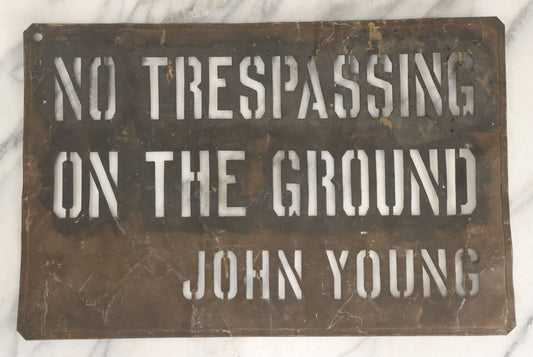 NO TRESPASSING
ON THE GROUND
JOHN YOUNG